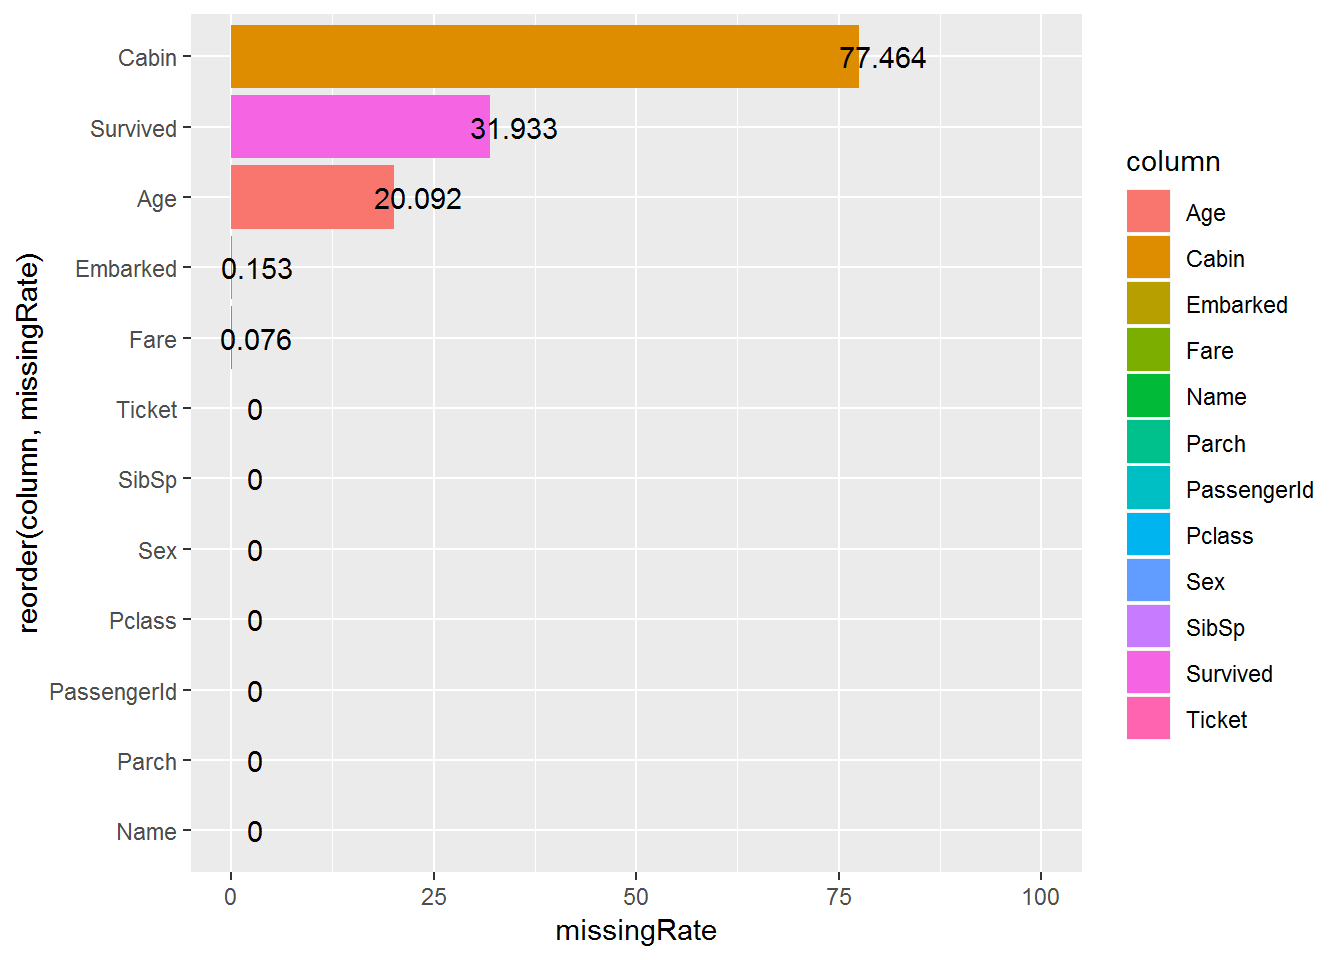 reorder(column, missingRate)
Cabin
77.464
Survived
31.933
Age
20.092
Embarked
0.153
Fare
0.076
Ticket
0
SibSp
0
Sex
0
Pclass
0
PassengerId
0
Parch
0
Name
0
0 25 50 75 100
missingRate
column
Age
Cabin
Embarked
Fare
Name
Parch
PassengerId
Pclass
Sex
SibSp
Survived
Ticket